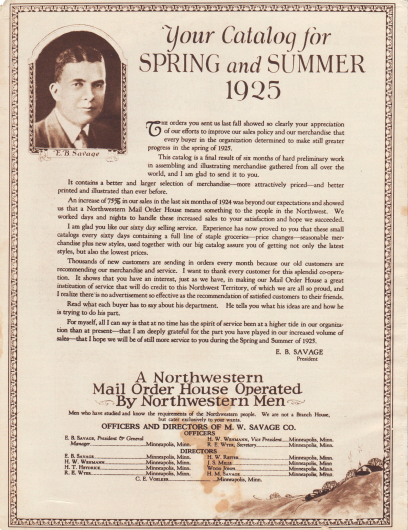 Your Catalog for
SPRING and SUMMER
1925
E. B. Savage
THE orders you sent us last fall showed so clearly your appreciation
of our efforts to improve our sales policy and our merchandise that
every buyer in the organization determined to make still greater
progress in the spring of 1925.
This catalog is a final result of six months of hard preliminary work
in assembling and illustrating merchandise gathered from all over the
world, and I am glad to send it to you.
It contains a better and larger selection of merchandise—more attractively priced—and better
printed and illustrated than ever before.
An increase of 75% in our sales in the last six months of 1924 was beyond our expectations and showed
us that a Northwestern Mail Order House means something to the people in the Northwest. We
worked days and nights to handle these increased sales to your satisfaction and hope we succeeded.
I am glad you like our sixty day selling service. Experience has now proved to you that these small
catalogs every sixty days containing a full line of staple groceries—price changes—seasonable mer-
chandise plus new styles, used together with our big catalog assure you of getting not only the latest
styles, but also the lowest prices.
Thousands of new customers are sending in orders every month because our old customers are
recommending our merchandise and service. I want to thank every customer for this splendid co-opera-
tion. It shows that you have an interest, just as we have, in making our Mail Order House a great
institution of service that will do credit to this Northwest Territory, of which we are all so proud, and
I realize there is no advertisement so effective as the recommendation of satisfied customers to their friends.
Read what each buyer has to say about his department. He tells you what his ideas are and how he
is trying to do his part.
For myself, all I can say is that at no time has the spirit of service been at a higher tide in our organiza-
tion than at present—that I am deeply grateful for the part you have played in our increased volume of
sales—that I hope we will be of still more service to you during the Spring and Summer of 1925.
E. B. SAVAGE
President
A Northwestern
Mail Order House Operated
By Northwestern Men
Men who have studied and know the requirements of the Northwestern people. We are not a Branch House,
but cater exclusively to your wants.
OFFICERS AND DIRECTORS OF M. W. SAVAGE CO.
OFFICERS
E. B. SAVAGE, President & General
Manager Minneapolis, Minn.
H. W. WEHMANN, Vice President Minneapolis, Minn.
R. E. WYER, Secretary Minneapolis, Minn.
DIRECTORS
E. B. SAVAGE Minneapolis, Minn.
H. W. WEHMANN Minneapolis, Minn.
Minneapolis, Minn.
R. E. Minneapolis, Minn.
H. W. Minneapolis, Minn.
Minneapolis, Minn.
Minneapolis, Minn.
H. M. SAVAGE Minneapolis, Minn.
C. E. Minneapolis, Minn.